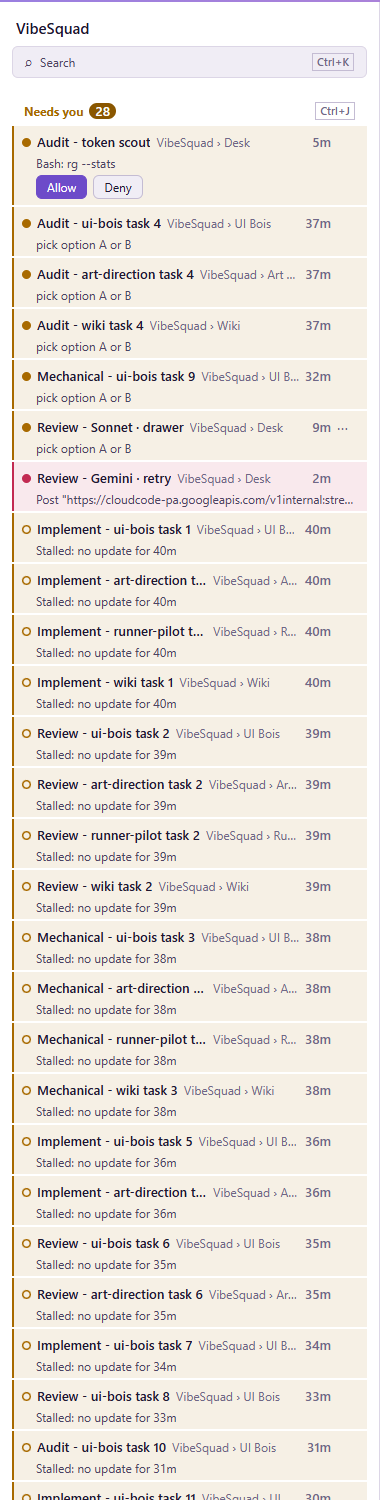 VibeSquad
Search Ctrl+K
Needs you 28 Ctrl+J
Audit - token scout VibeSquad › Desk 5m
Bash: rg --stats
Allow Deny
Audit - ui-bois task 4 VibeSquad › UI Bois 37m
pick option A or B
Audit - art-direction task 4 VibeSquad › Art ... 37m
pick option A or B
Audit - wiki task 4 VibeSquad › Wiki 37m
pick option A or B
Mechanical - ui-bois task 9 VibeSquad › UI B... 32m
pick option A or B
Review - Sonnet · drawer VibeSquad › Desk 9m ···
pick option A or B
Review - Gemini · retry VibeSquad › Desk 2m
Post "https://cloudcode-pa.googleapis.com/v1internal:stre...
Implement - ui-bois task 1 VibeSquad › UI B... 40m
Stalled: no update for 40m
Implement - art-direction t... VibeSquad › A... 40m
Stalled: no update for 40m
Implement - runner-pilot t... VibeSquad › R... 40m
Stalled: no update for 40m
Implement - wiki task 1 VibeSquad › Wiki 40m
Stalled: no update for 40m
Review - ui-bois task 2 VibeSquad › UI Bois 39m
Stalled: no update for 39m
Review - art-direction task 2 VibeSquad › Ar... 39m
Stalled: no update for 39m
Review - runner-pilot task 2 VibeSquad › Ru... 39m
Stalled: no update for 39m
Review - wiki task 2 VibeSquad › Wiki 39m
Stalled: no update for 39m
Mechanical - ui-bois task 3 VibeSquad › UI B... 38m
Stalled: no update for 38m
Mechanical - art-direction ... VibeSquad › A... 38m
Stalled: no update for 38m
Mechanical - runner-pilot t... VibeSquad › R... 38m
Stalled: no update for 38m
Mechanical - wiki task 3 VibeSquad › Wiki 38m
Stalled: no update for 38m
Implement - ui-bois task 5 VibeSquad › UI B... 36m
Stalled: no update for 36m
Implement - art-direction t... VibeSquad › A... 36m
Stalled: no update for 36m
Review - ui-bois task 6 VibeSquad › UI Bois 35m
Stalled: no update for 35m
Review - art-direction task 6 VibeSquad › Ar... 35m
Stalled: no update for 35m
Implement - ui-bois task 7 VibeSquad › UI B... 34m
Stalled: no update for 34m
Review - ui-bois task 8 VibeSquad › UI Bois 33m
Stalled: no update for 33m
Audit - ui-bois task 10 VibeSquad › UI Bois 31m
Stalled: no update for 31m
Implement - ui-bois task 11 VibeSquad › UI ... 30m